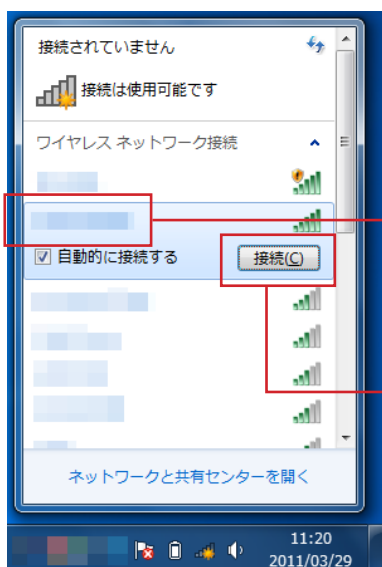 接続されていません
接続は使用可能です
ワイヤレス ネットワーク接続
自動的に接続する
接続(C)
ネットワークと共有センターを開く
11:20
2011/03/29